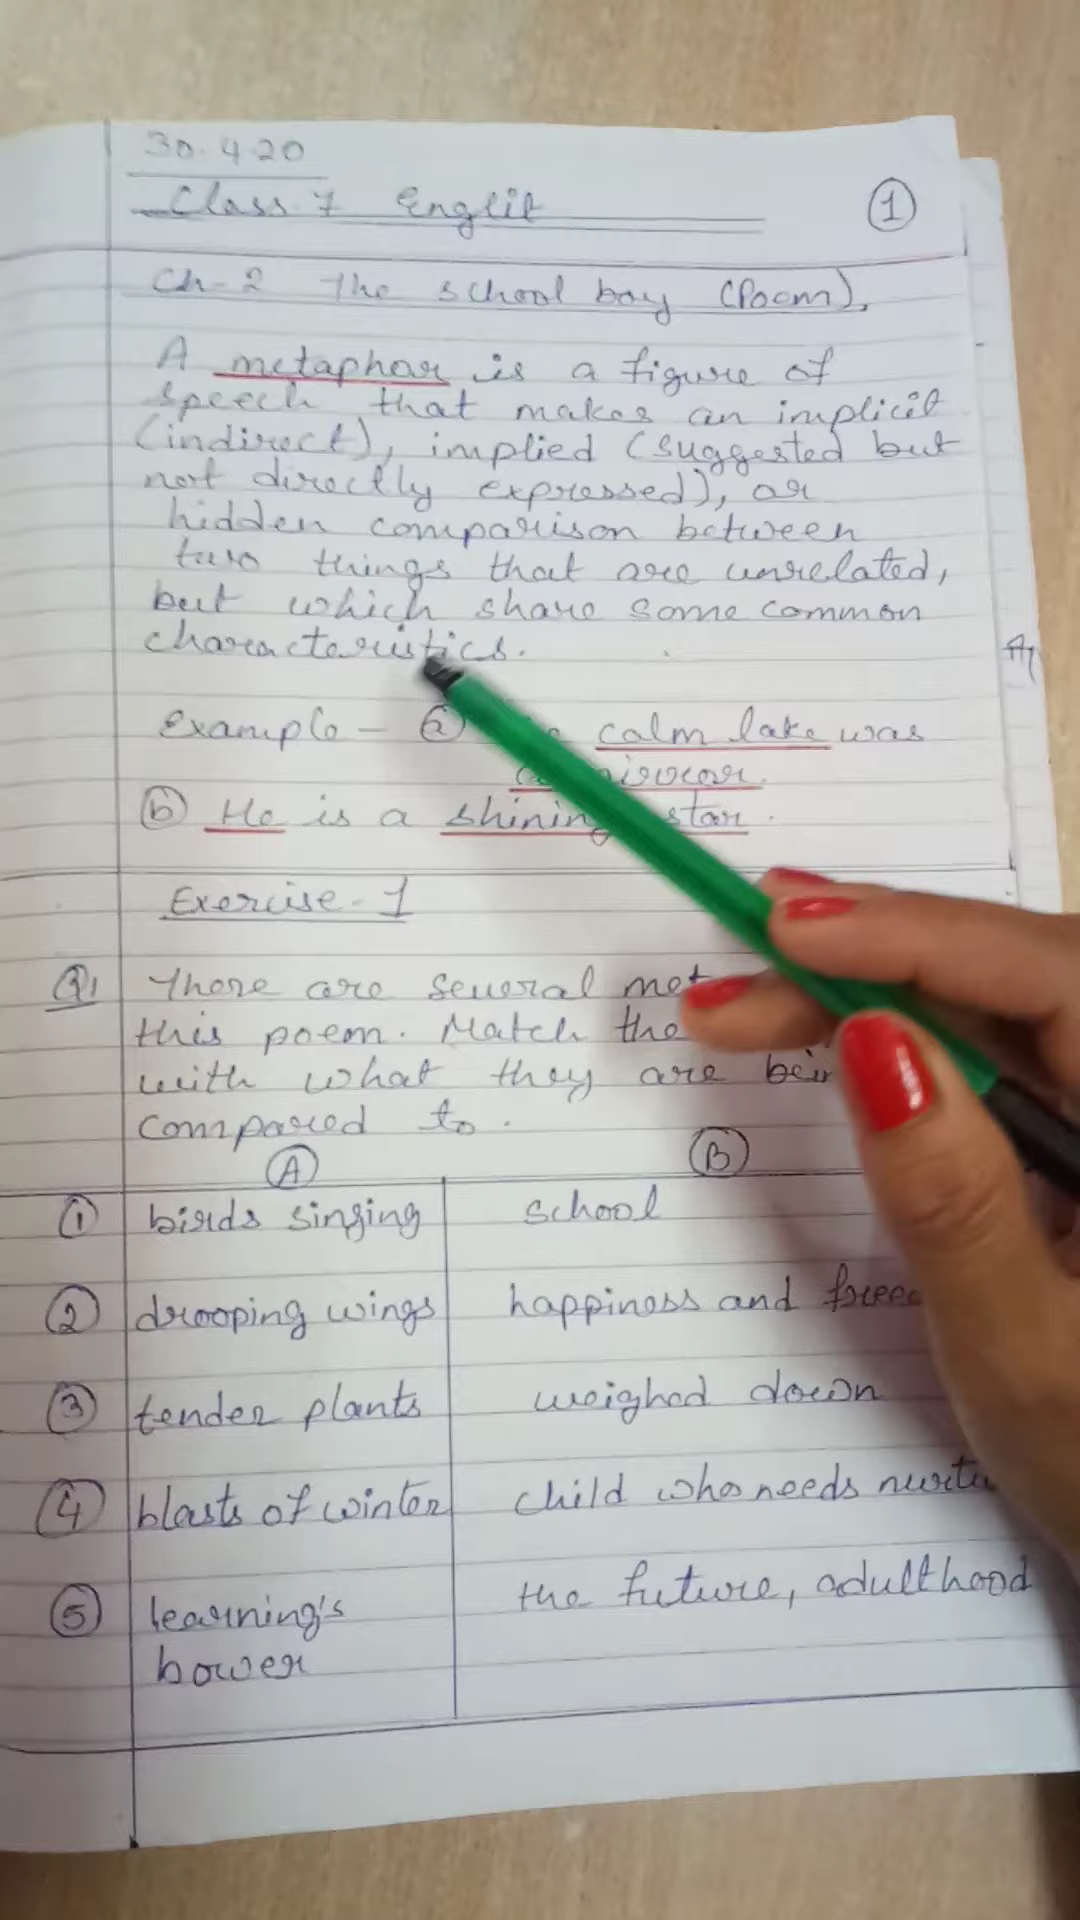 30.4.20
Class 7 Englit
1
Ch-2 The school boy (Poem),
A metaphor is a figure of
speech that makes an implicit
(indirect), implied (suggested but
not directly expressed), or
hidden comparison between
two things that are unrelated,
but which share some common
characteristics.
Example - a calm lake was
b He is a shining star.
Exercise-1
Q1 There are several
this poem. Match the
with what they are
compared to.
A B
1 birds singing school
2 drooping wings happiness and
3 tender plants weighed down
4 blasts of winter child who needs
5 learning's the future, adulthood
bower